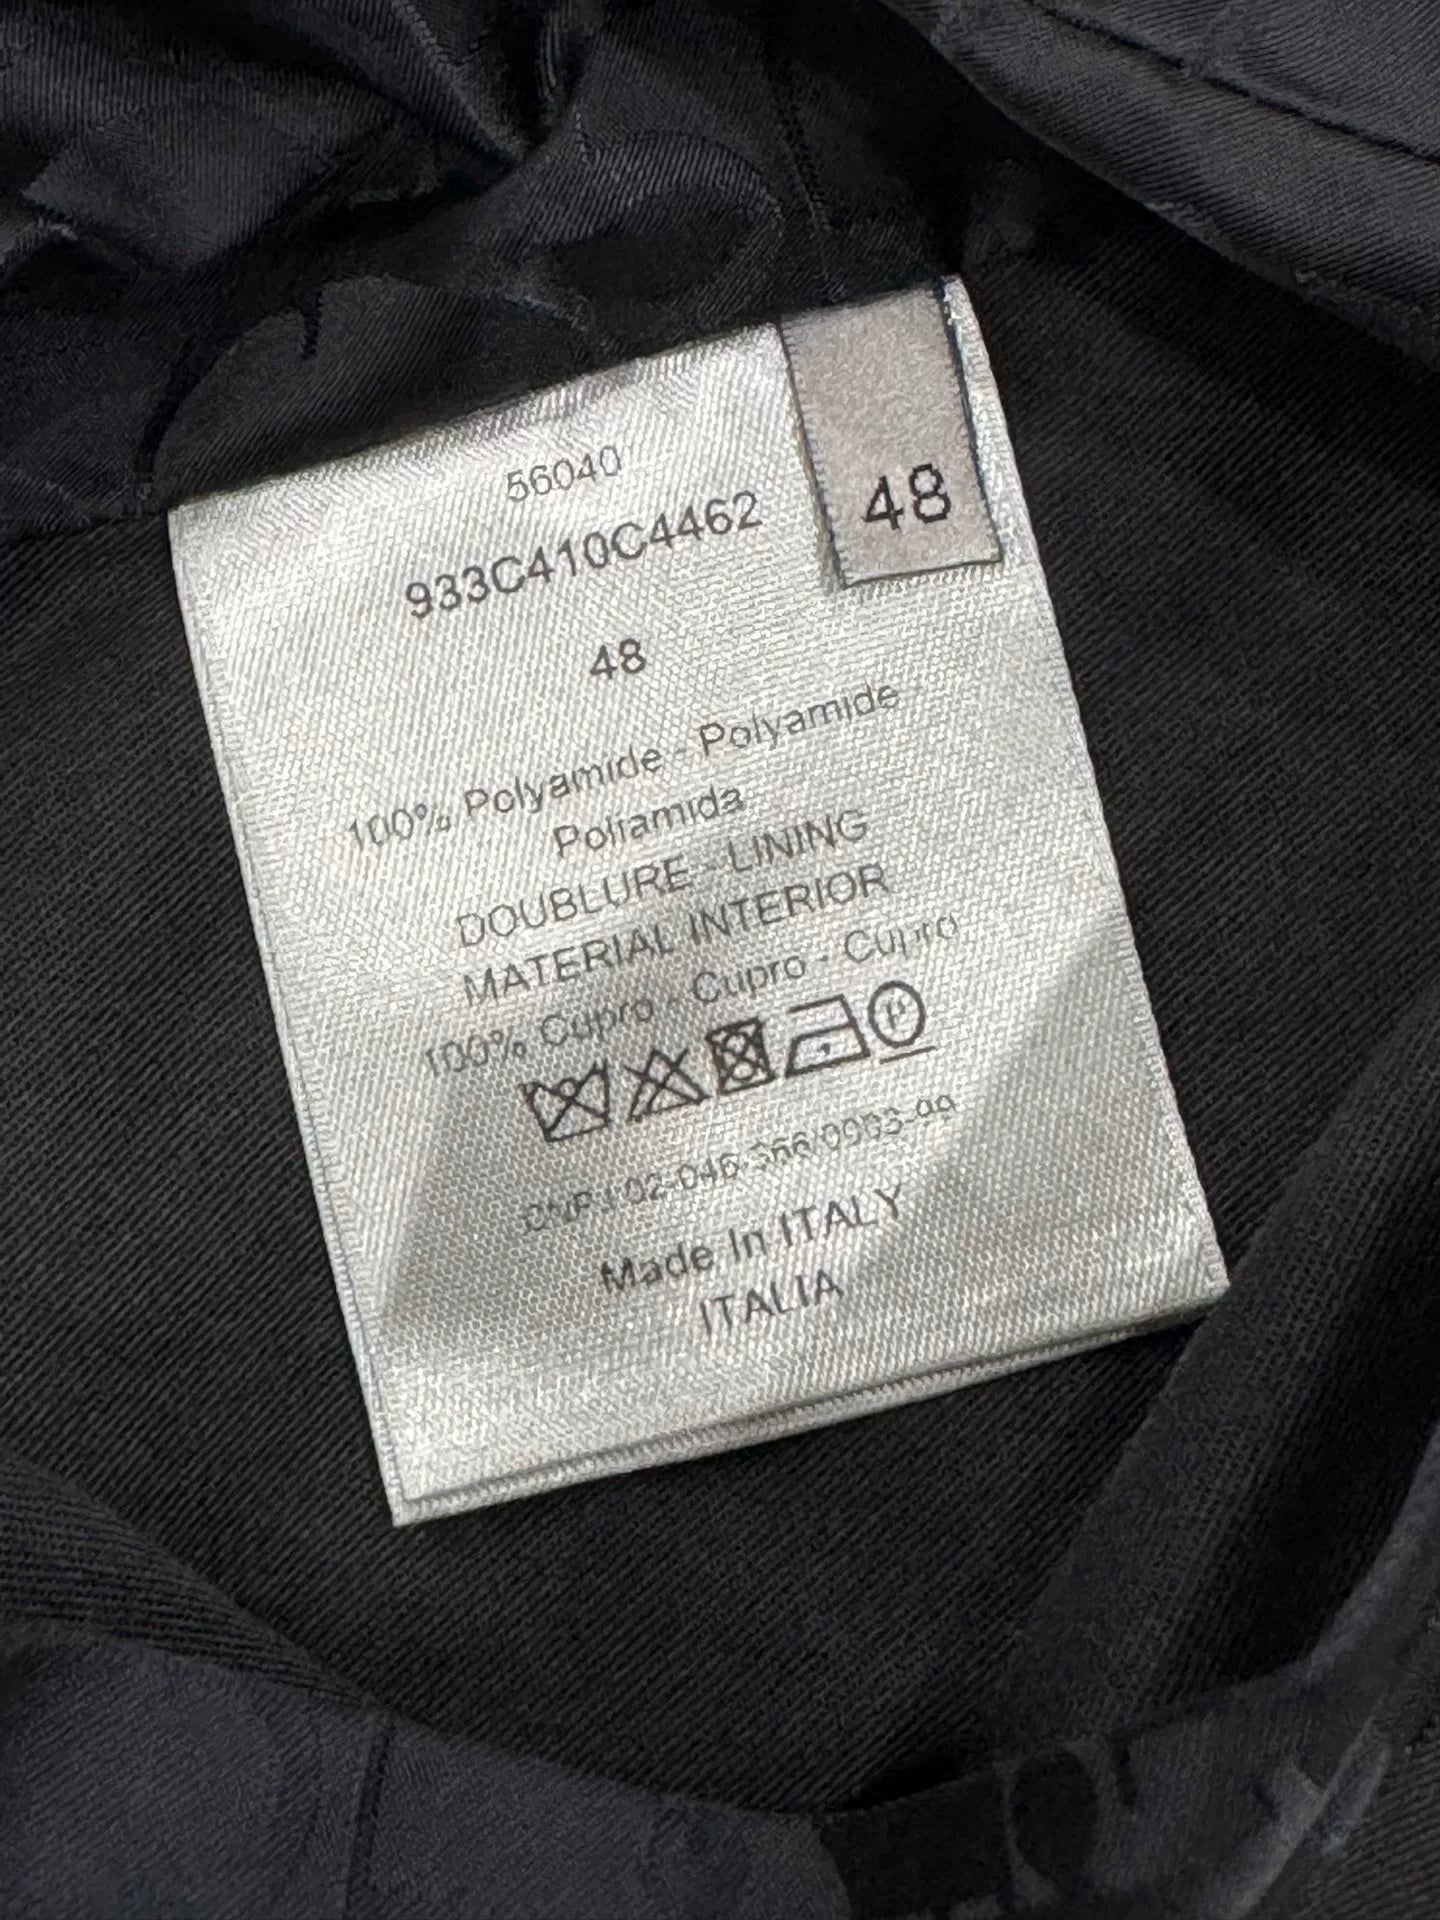 56040
933C410C4462
48
48
100% Polyamide - Polyamide
Poliamida
DOUBLURE - LINING
MATERIAL INTERIOR
100% Cupro - Cupro - Cupro
P
Made In ITALY
ITALIA